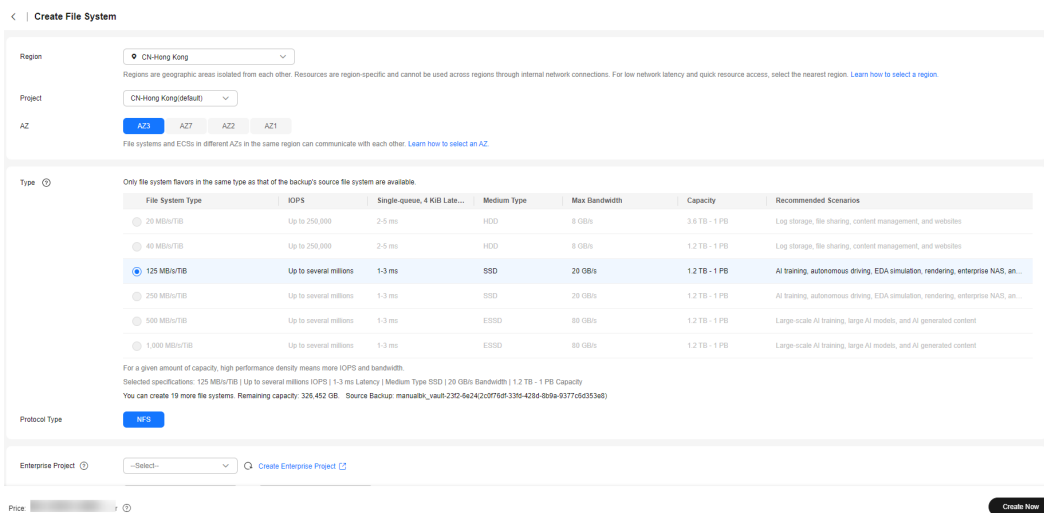 Create File System
Region
CN-Hong Kong
Regions are geographic areas isolated from each other. Resources are region-specific and cannot be used across regions through internal network connections. For low network latency and quick resource access, select the nearest region. Learn how to select a region.
Project
CN-Hong Kong(default)
AZ
AZ3 AZ7 AZ2 AZ1
File systems and ECSs in different AZs in the same region can communicate with each other. Learn how to select an AZ.
Type
Only file system flavors in the same type as that of the backup's source file system are available.
File System Type IOPS Single-queue, 4 KiB Late... Medium Type Max Bandwidth Capacity Recommended Scenarios
20 MB/s/TiB Up to 250,000 2-5 ms HDD 8 GB/s 3.6 TB - 1 PB Log storage, file sharing, content management, and websites
40 MB/s/TiB Up to 250,000 2-5 ms HDD 8 GB/s 1.2 TB - 1 PB Log storage, file sharing, content management, and websites
125 MB/s/TiB Up to several millions 1-3 ms SSD 20 GB/s 1.2 TB - 1 PB AI training, autonomous driving, EDA simulation, rendering, enterprise NAS, an...
250 MB/s/TiB Up to several millions 1-3 ms SSD 20 GB/s 1.2 TB - 1 PB AI training, autonomous driving, EDA simulation, rendering, enterprise NAS, an...
500 MB/s/TiB Up to several millions 1-3 ms ESSD 80 GB/s 1.2 TB - 1 PB Large-scale AI training, large AI models, and AI generated content
1,000 MB/s/TiB Up to several millions 1-3 ms ESSD 80 GB/s 1.2 TB - 1 PB Large-scale AI training, large AI models, and AI generated content
For a given amount of capacity, high performance density means more IOPS and bandwidth.
Selected specifications: 125 MB/s/TiB | Up to several millions IOPS | 1-3 ms Latency | Medium Type SSD | 20 GB/s Bandwidth | 1.2 TB - 1 PB Capacity
You can create 19 more file systems. Remaining capacity: 326,452 GB. Source Backup: manualbk_vault-23f2-6e24(2c0f76df-33fd-428d-8b9a-9377c6d353e8)
Protocol Type
NFS
Enterprise Project
--Select--
Create Enterprise Project
Price:
Create Now